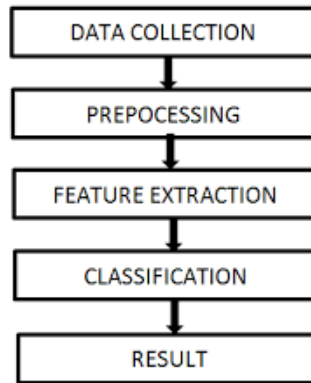 DATA COLLECTION
PREPOCESSING
FEATURE EXTRACTION
CLASSIFICATION
RESULT